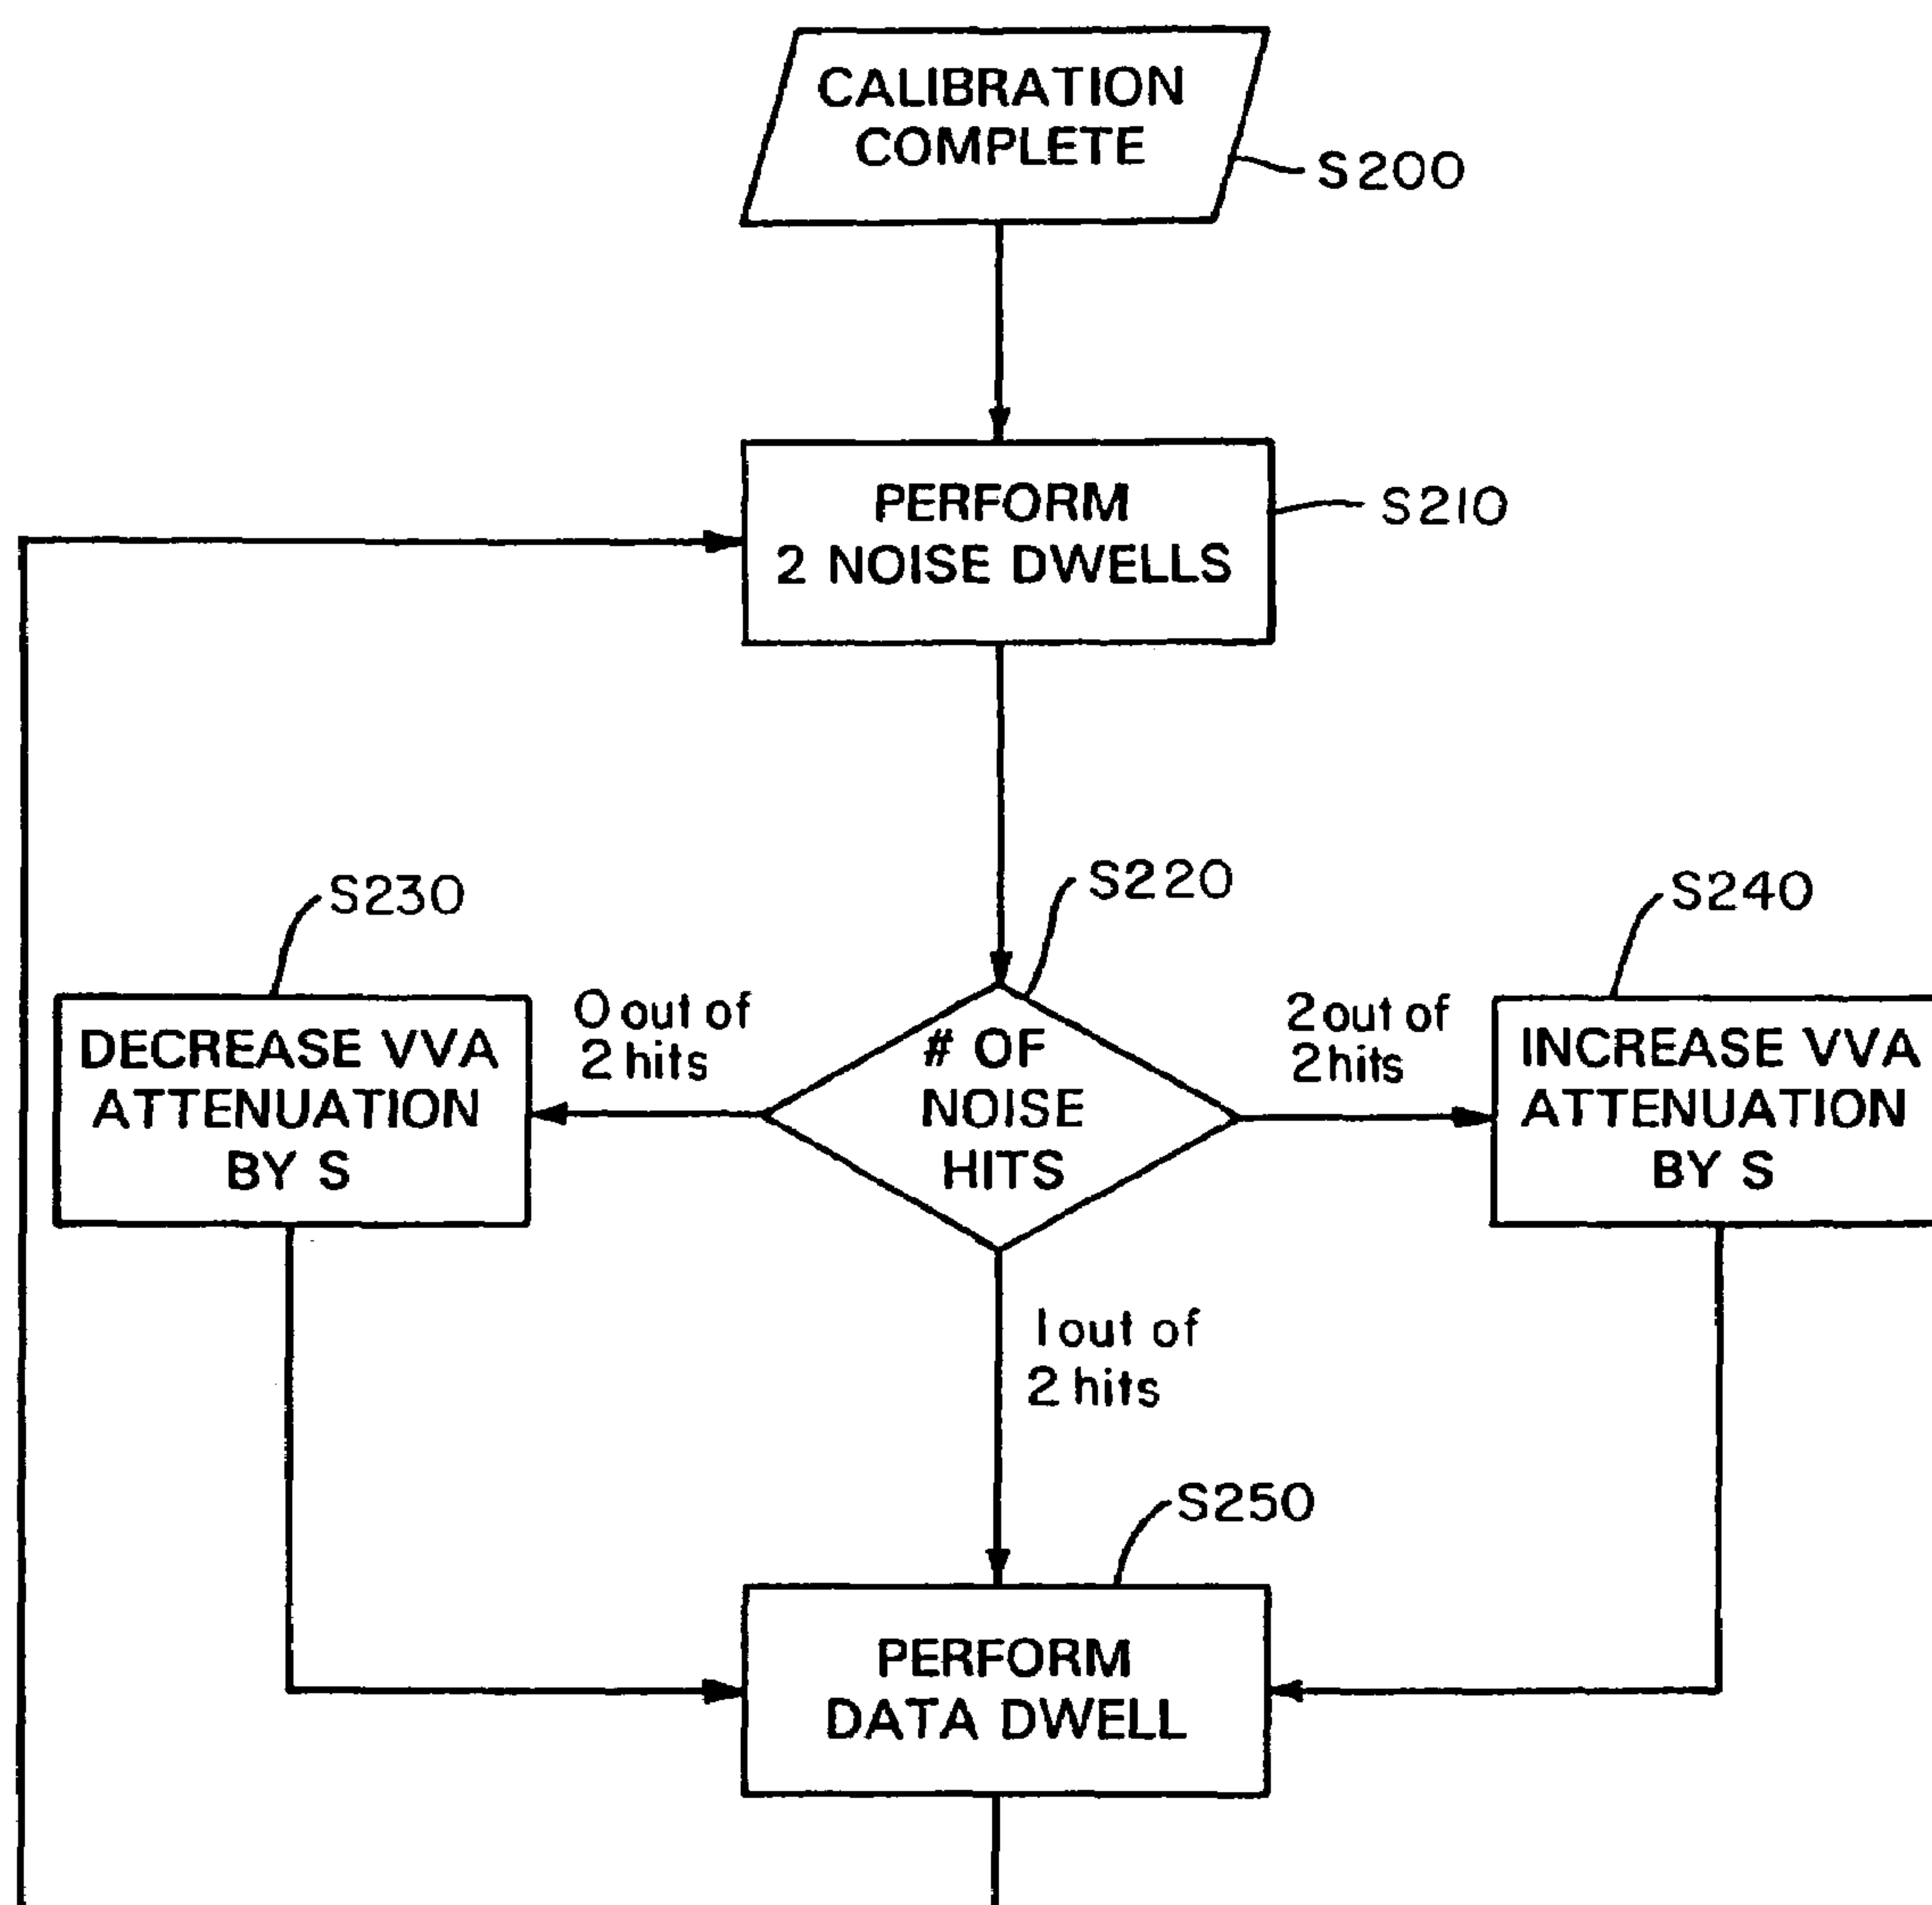 CALIBRATION
COMPLETE
S200
PERFORM
2 NOISE DWELLS
S210
S230
S220
S240
DECREASE VVA
ATTENUATION
BY S
0 out of
2 hits
# OF
NOISE
HITS
2 out of
2 hits
INCREASE VVA
ATTENUATION
BY S
1 out of
2 hits
S250
PERFORM
DATA DWELL